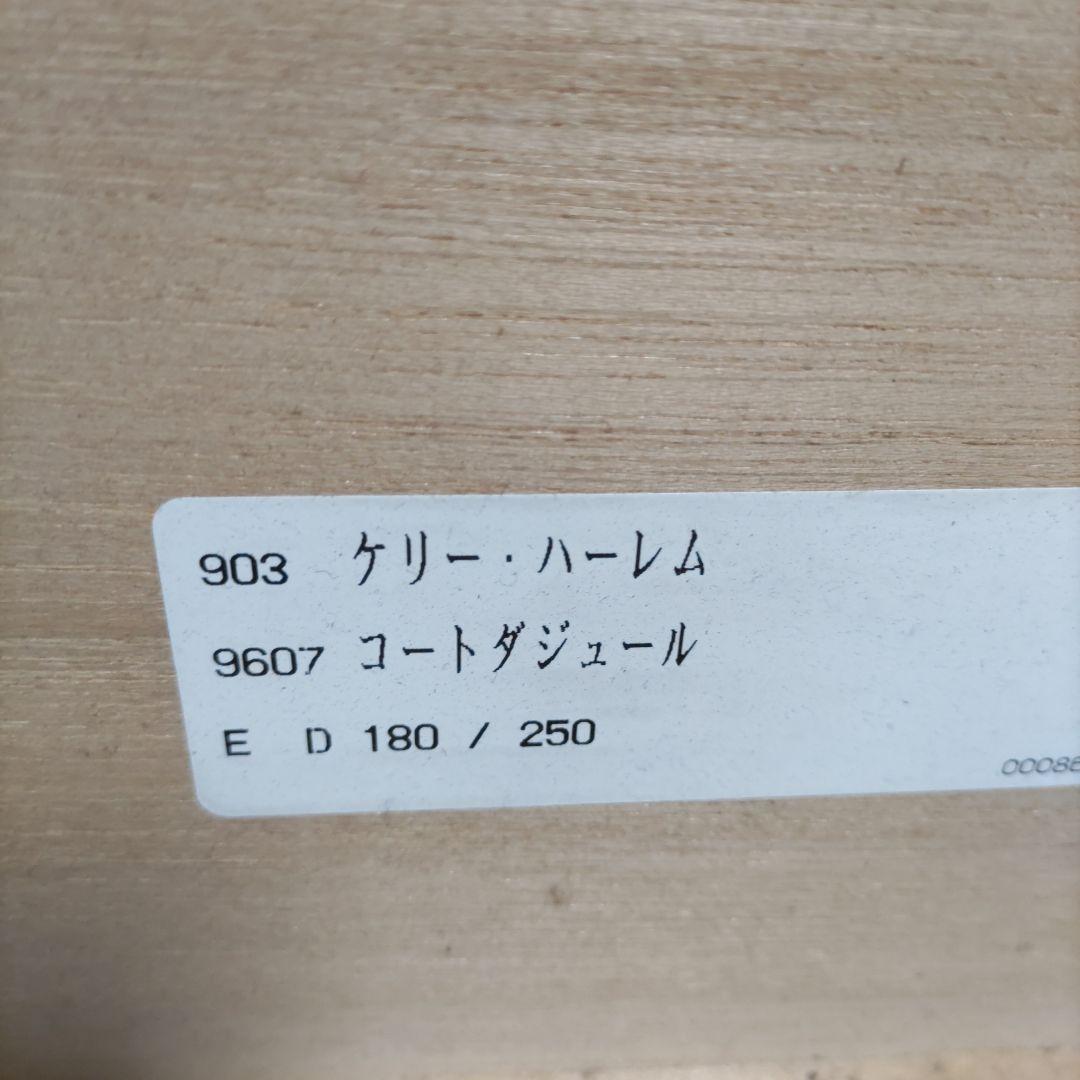 903 ケリー・ハーレム
9607 コートダジュール
E D 180 / 250